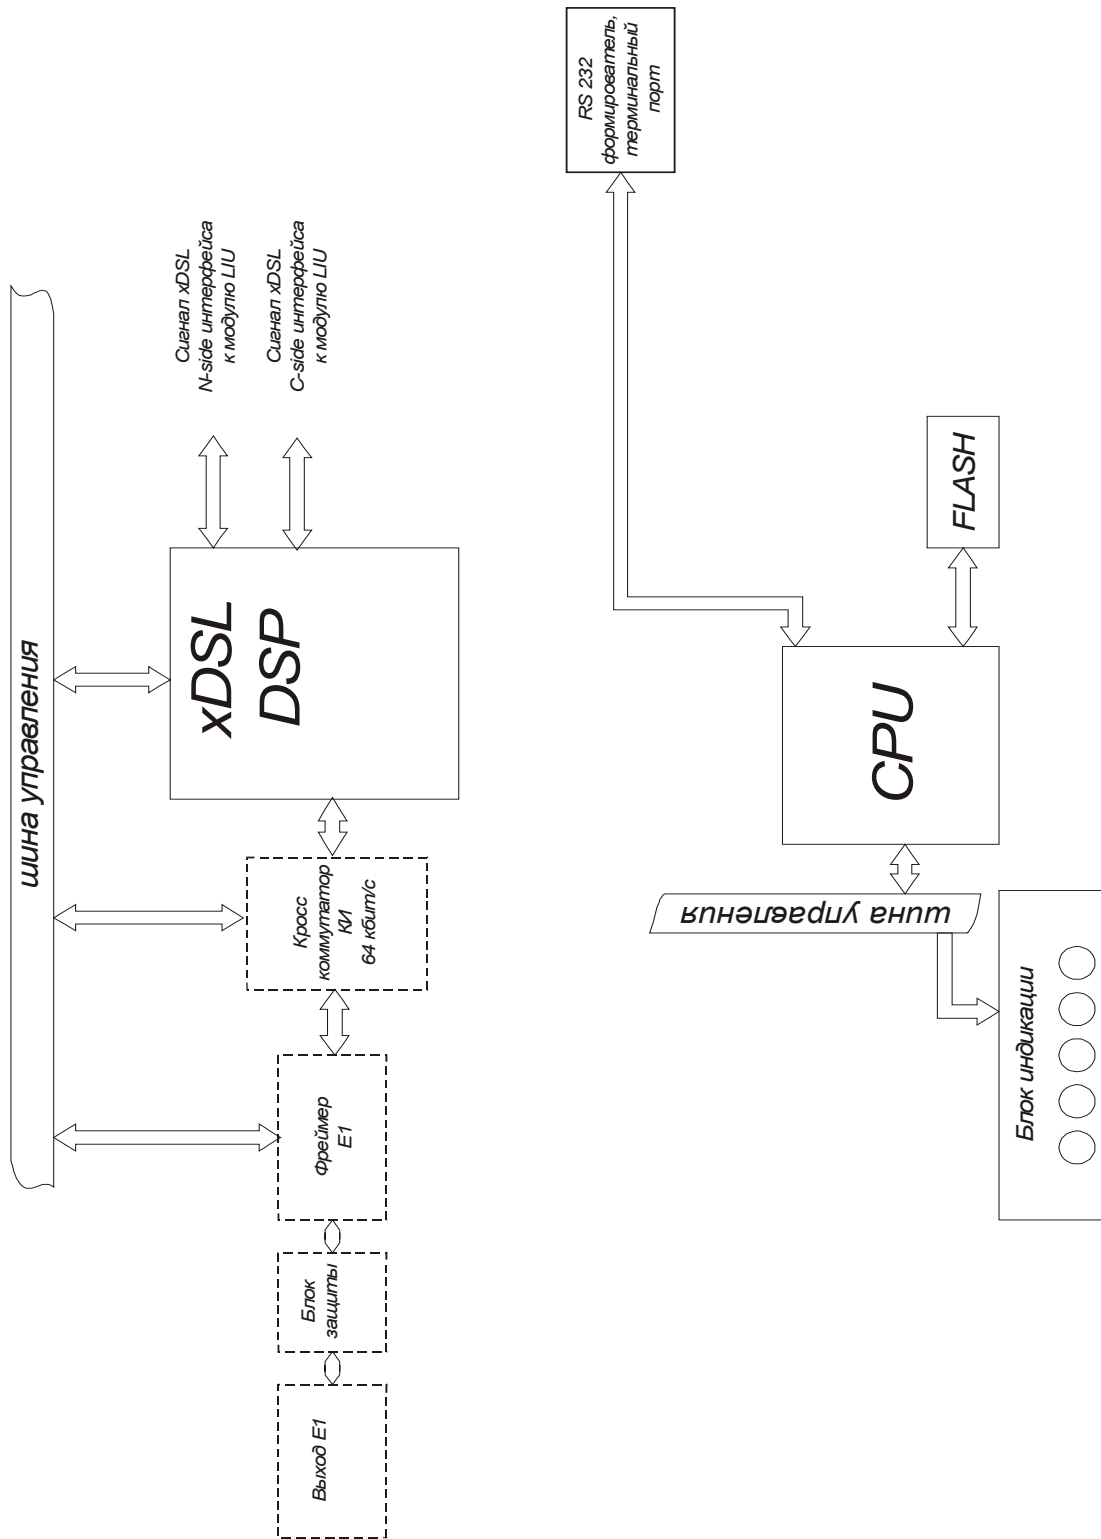 шина управления
Сигнал xDSL
N-side интерфейса
к модулю LIU
Сигнал xDSL
C-side интерфейса
к модулю LIU
xDSL
DSP
Кросс
коммутатор
КИ
64 кбит/с
Фреймер
E1
Блок
защиты
Выход E1
RS 232
формирователь,
терминальный
порт
FLASH
CPU
шина управления
Блок индикации